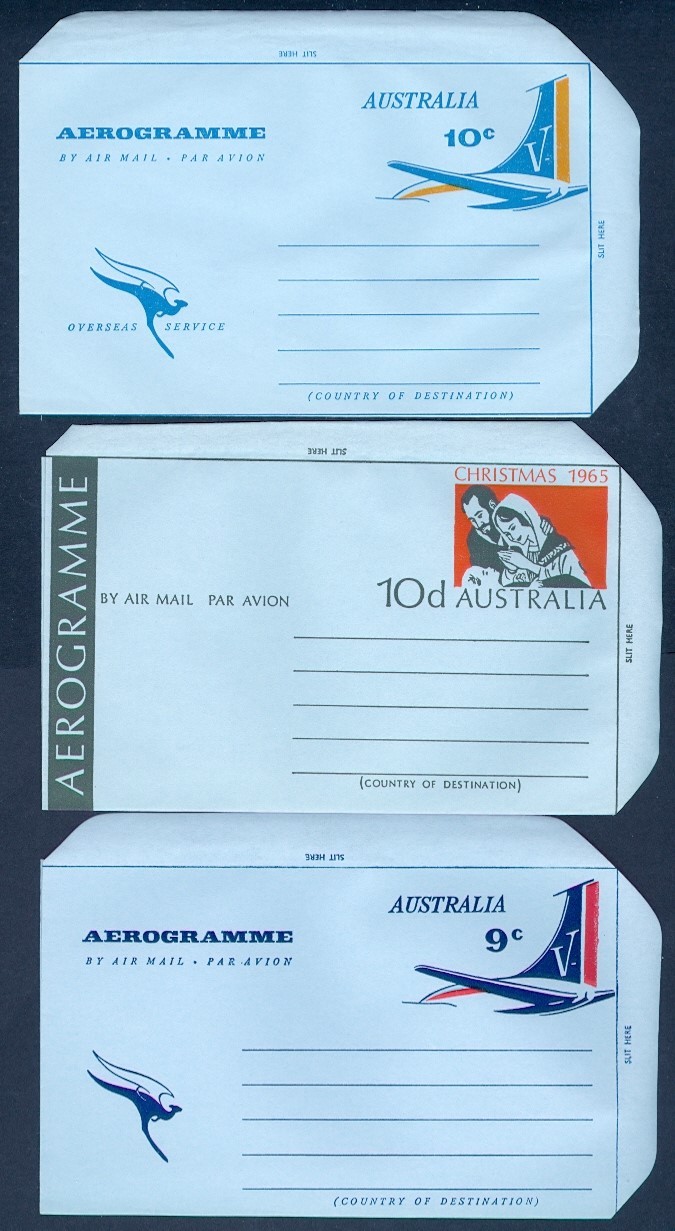 SLIT HERE
AUSTRALIA
AEROGRAMME
10c
BY AIR MAIL • PAR AVION
V-
SLIT HERE
OVERSEAS SERVICE
(COUNTRY OF DESTINATION)
SLIT HERE
CHRISTMAS 1965
AEROGRAMME
BY AIR MAIL PAR AVION
10d AUSTRALIA
SLIT HERE
(COUNTRY OF DESTINATION)
SLIT HERE
AUSTRALIA
AEROGRAMME
9c
BY AIR MAIL • PAR AVION
V-
SLIT HERE
(COUNTRY OF DESTINATION)